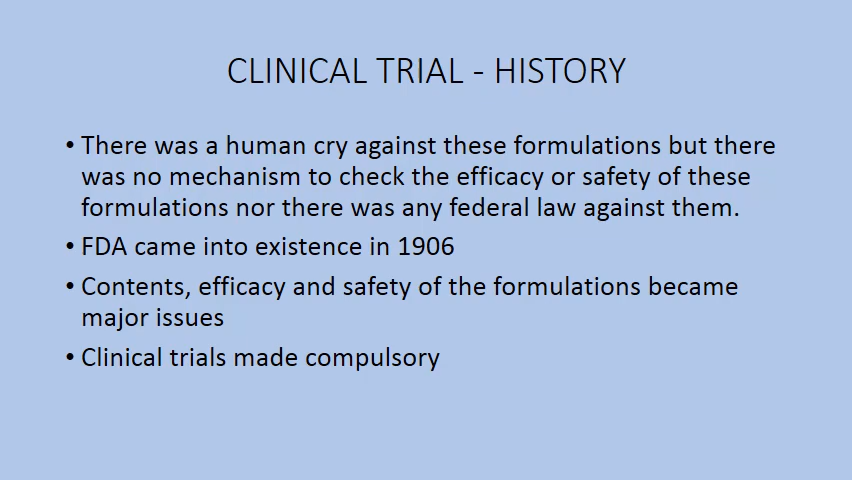 CLINICAL TRIAL - HISTORY
• There was a human cry against these formulations but there
was no mechanism to check the efficacy or safety of these
formulations nor there was any federal law against them.
• FDA came into existence in 1906
• Contents, efficacy and safety of the formulations became
major issues
• Clinical trials made compulsory